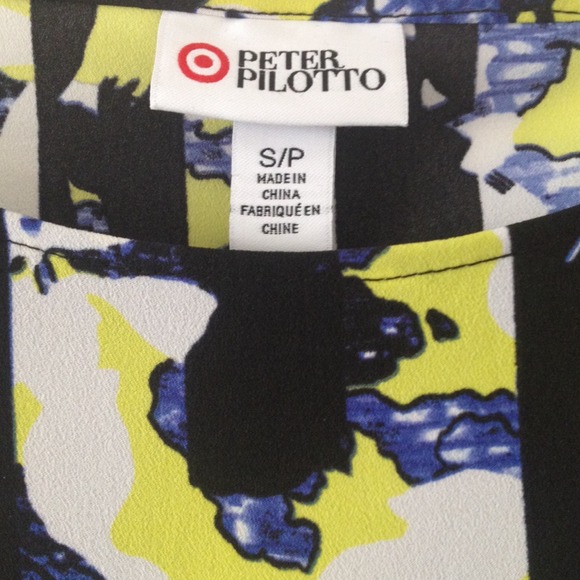 PETER
PILOTTO
S/P
MADE IN
CHINA
FABRIQUÉ EN
CHINE